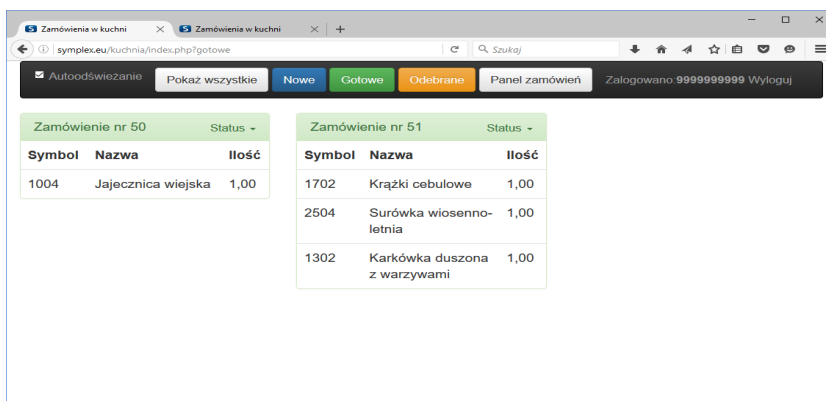 Zamówienia w kuchni
Zamówienia w kuchni
symplex.eu/kuchnia/index.php?gotowe
Szukaj
Autoodświeżanie
Pokaż wszystkie
Nowe
Gotowe
Odebrane
Panel zamówień
Zalogowano:9999999999 Wyloguj
Zamówienie nr 50 Status
Symbol Nazwa Ilość
1004 Jajecznica wiejska 1,00
Zamówienie nr 51 Status
Symbol Nazwa Ilość
1702 Krążki cebulowe 1,00
2504 Surówka wiosenno- 1,00
letnia
1302 Karkówka duszona 1,00
z warzywami